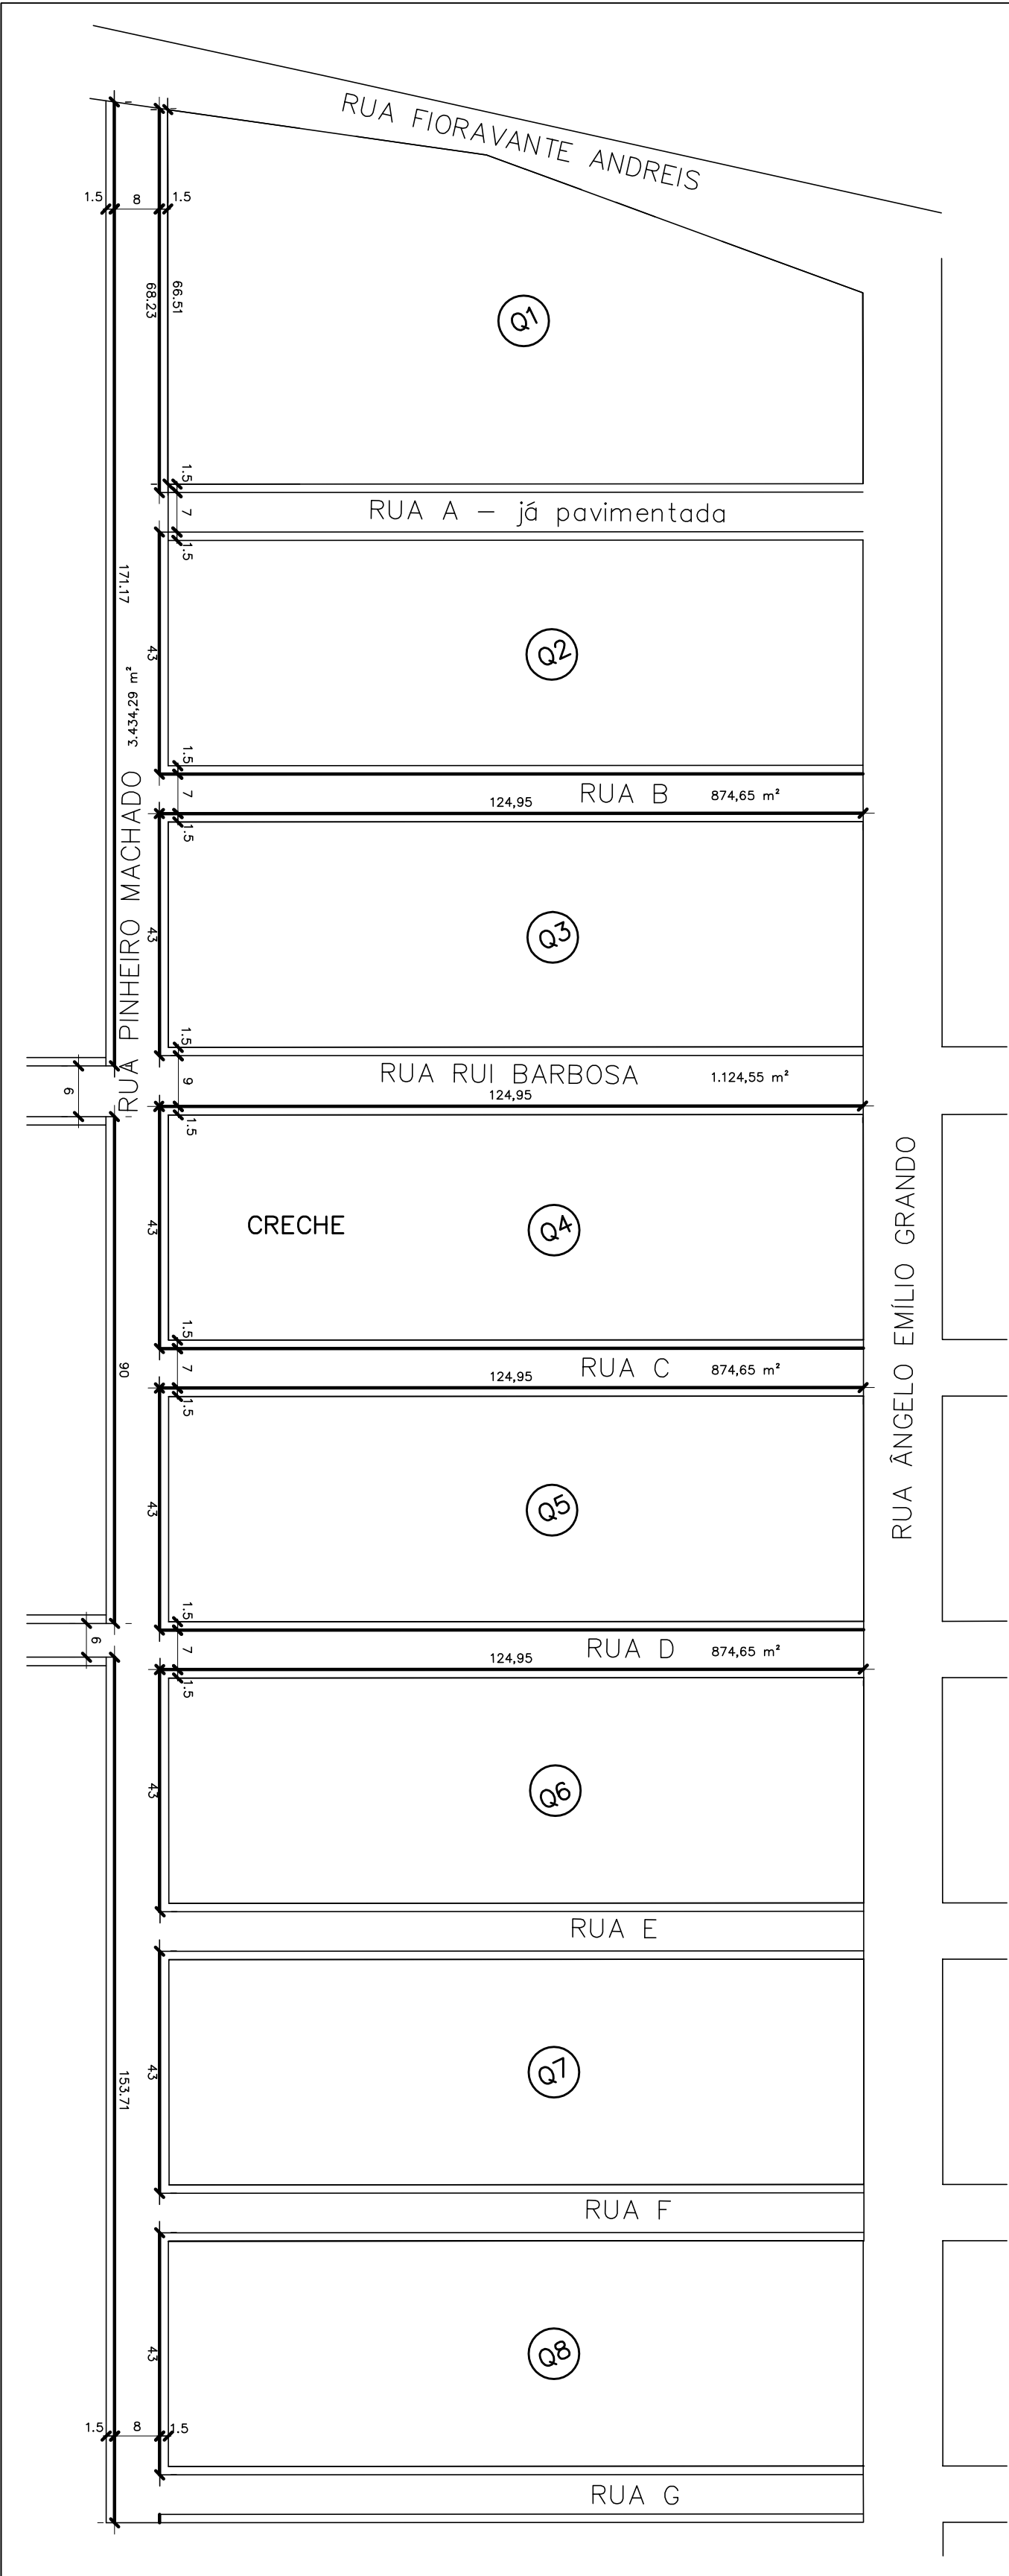 RUA FIORAVANTE ANDREIS
1.5
8
1.5
66.51
68.23
Q1
1.5
RUA A - já pavimentada
7
1.5
171.17
43
Q2
3.434,29 m²
1.5
RUA B
874,65 m²
124,95
7
1.5
RUA PINHEIRO MACHADO
43
Q3
1.5
RUA RUI BARBOSA
1.124,55 m²
124,95
9
9
1.5
RUA ÂNGELO EMÍLIO GRANDO
CRECHE
Q4
43
1.5
90
RUA C
874,65 m²
124,95
7
1.5
43
Q5
1.5
6
RUA D
874,65 m²
124,95
7
1.5
43
Q6
RUA E
153.71
43
Q7
RUA F
43
Q8
1.5
8
1.5
RUA G